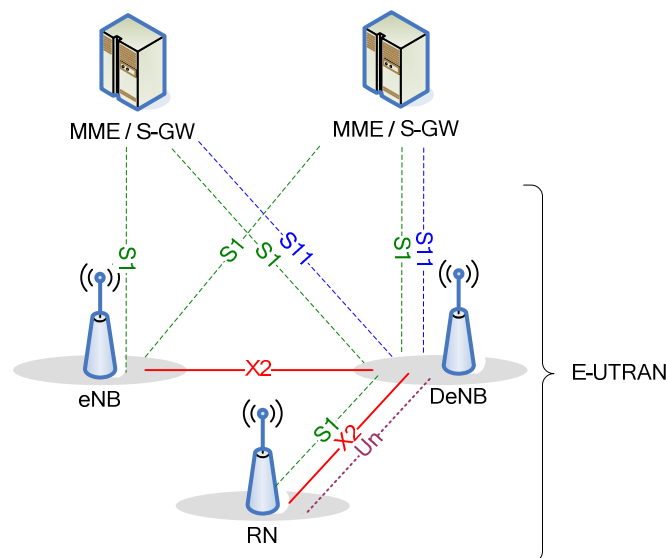 MME / S-GW
MME / S-GW
S1
S1
S1
S11
S1
S11
eNB
X2
DeNB
E-UTRAN
S1
X2
Un
RN